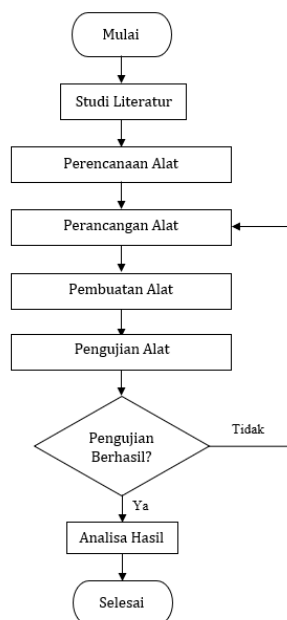 Mulai
Studi Literatur
Perencanaan Alat
Perancangan Alat
Pembuatan Alat
Pengujian Alat
Pengujian
Berhasil?
Tidak
Ya
Analisa Hasil
Selesai